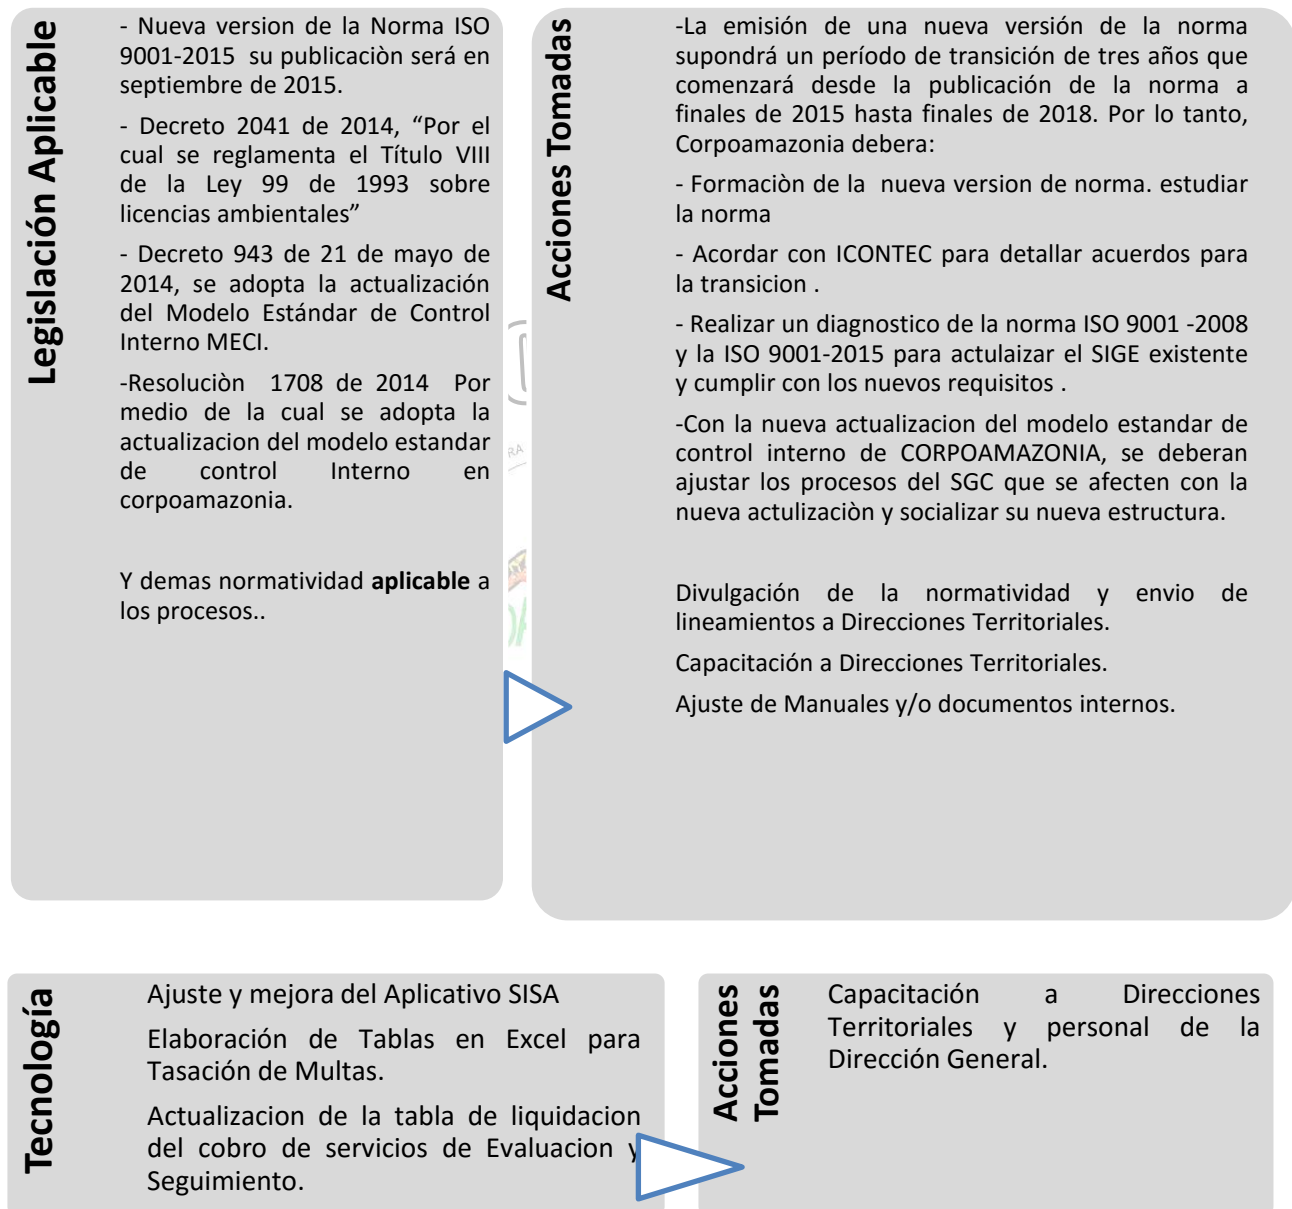 Legislación Aplicable
- Nueva version de la Norma ISO
9001-2015 su publicaciòn será en
septiembre de 2015.
- Decreto 2041 de 2014, “Por el
cual se reglamenta el Título VIII
de la Ley 99 de 1993 sobre
licencias ambientales”
- Decreto 943 de 21 de mayo de
2014, se adopta la actualización
del Modelo Estándar de Control
Interno MECI.
-Resoluciòn 1708 de 2014 Por
medio de la cual se adopta la
actualizacion del modelo estandar
de control Interno en
corpoamazonia.
Y demas normatividad aplicable a
los procesos..
Acciones Tomadas
-La emisión de una nueva versión de la norma
supondrá un período de transición de tres años que
comenzará desde la publicación de la norma a
finales de 2015 hasta finales de 2018. Por lo tanto,
Corpoamazonia debera:
- Formaciòn de la nueva version de norma. estudiar
la norma
- Acordar con ICONTEC para detallar acuerdos para
la transicion .
- Realizar un diagnostico de la norma ISO 9001 -2008
y la ISO 9001-2015 para actulaizar el SIGE existente
y cumplir con los nuevos requisitos .
-Con la nueva actualizacion del modelo estandar de
control interno de CORPOAMAZONIA, se deberan
ajustar los procesos del SGC que se afecten con la
nueva actulizaciòn y socializar su nueva estructura.
Divulgación de la normatividad y envio de
lineamientos a Direcciones Territoriales.
Capacitación a Direcciones Territoriales.
Ajuste de Manuales y/o documentos internos.
Tecnología
Ajuste y mejora del Aplicativo SISA
Elaboración de Tablas en Excel para
Tasación de Multas.
Actualizacion de la tabla de liquidacion
del cobro de servicios de Evaluacion y
Seguimiento.
Acciones
Tomadas
Capacitación a Direcciones
Territoriales y personal de la
Dirección General.